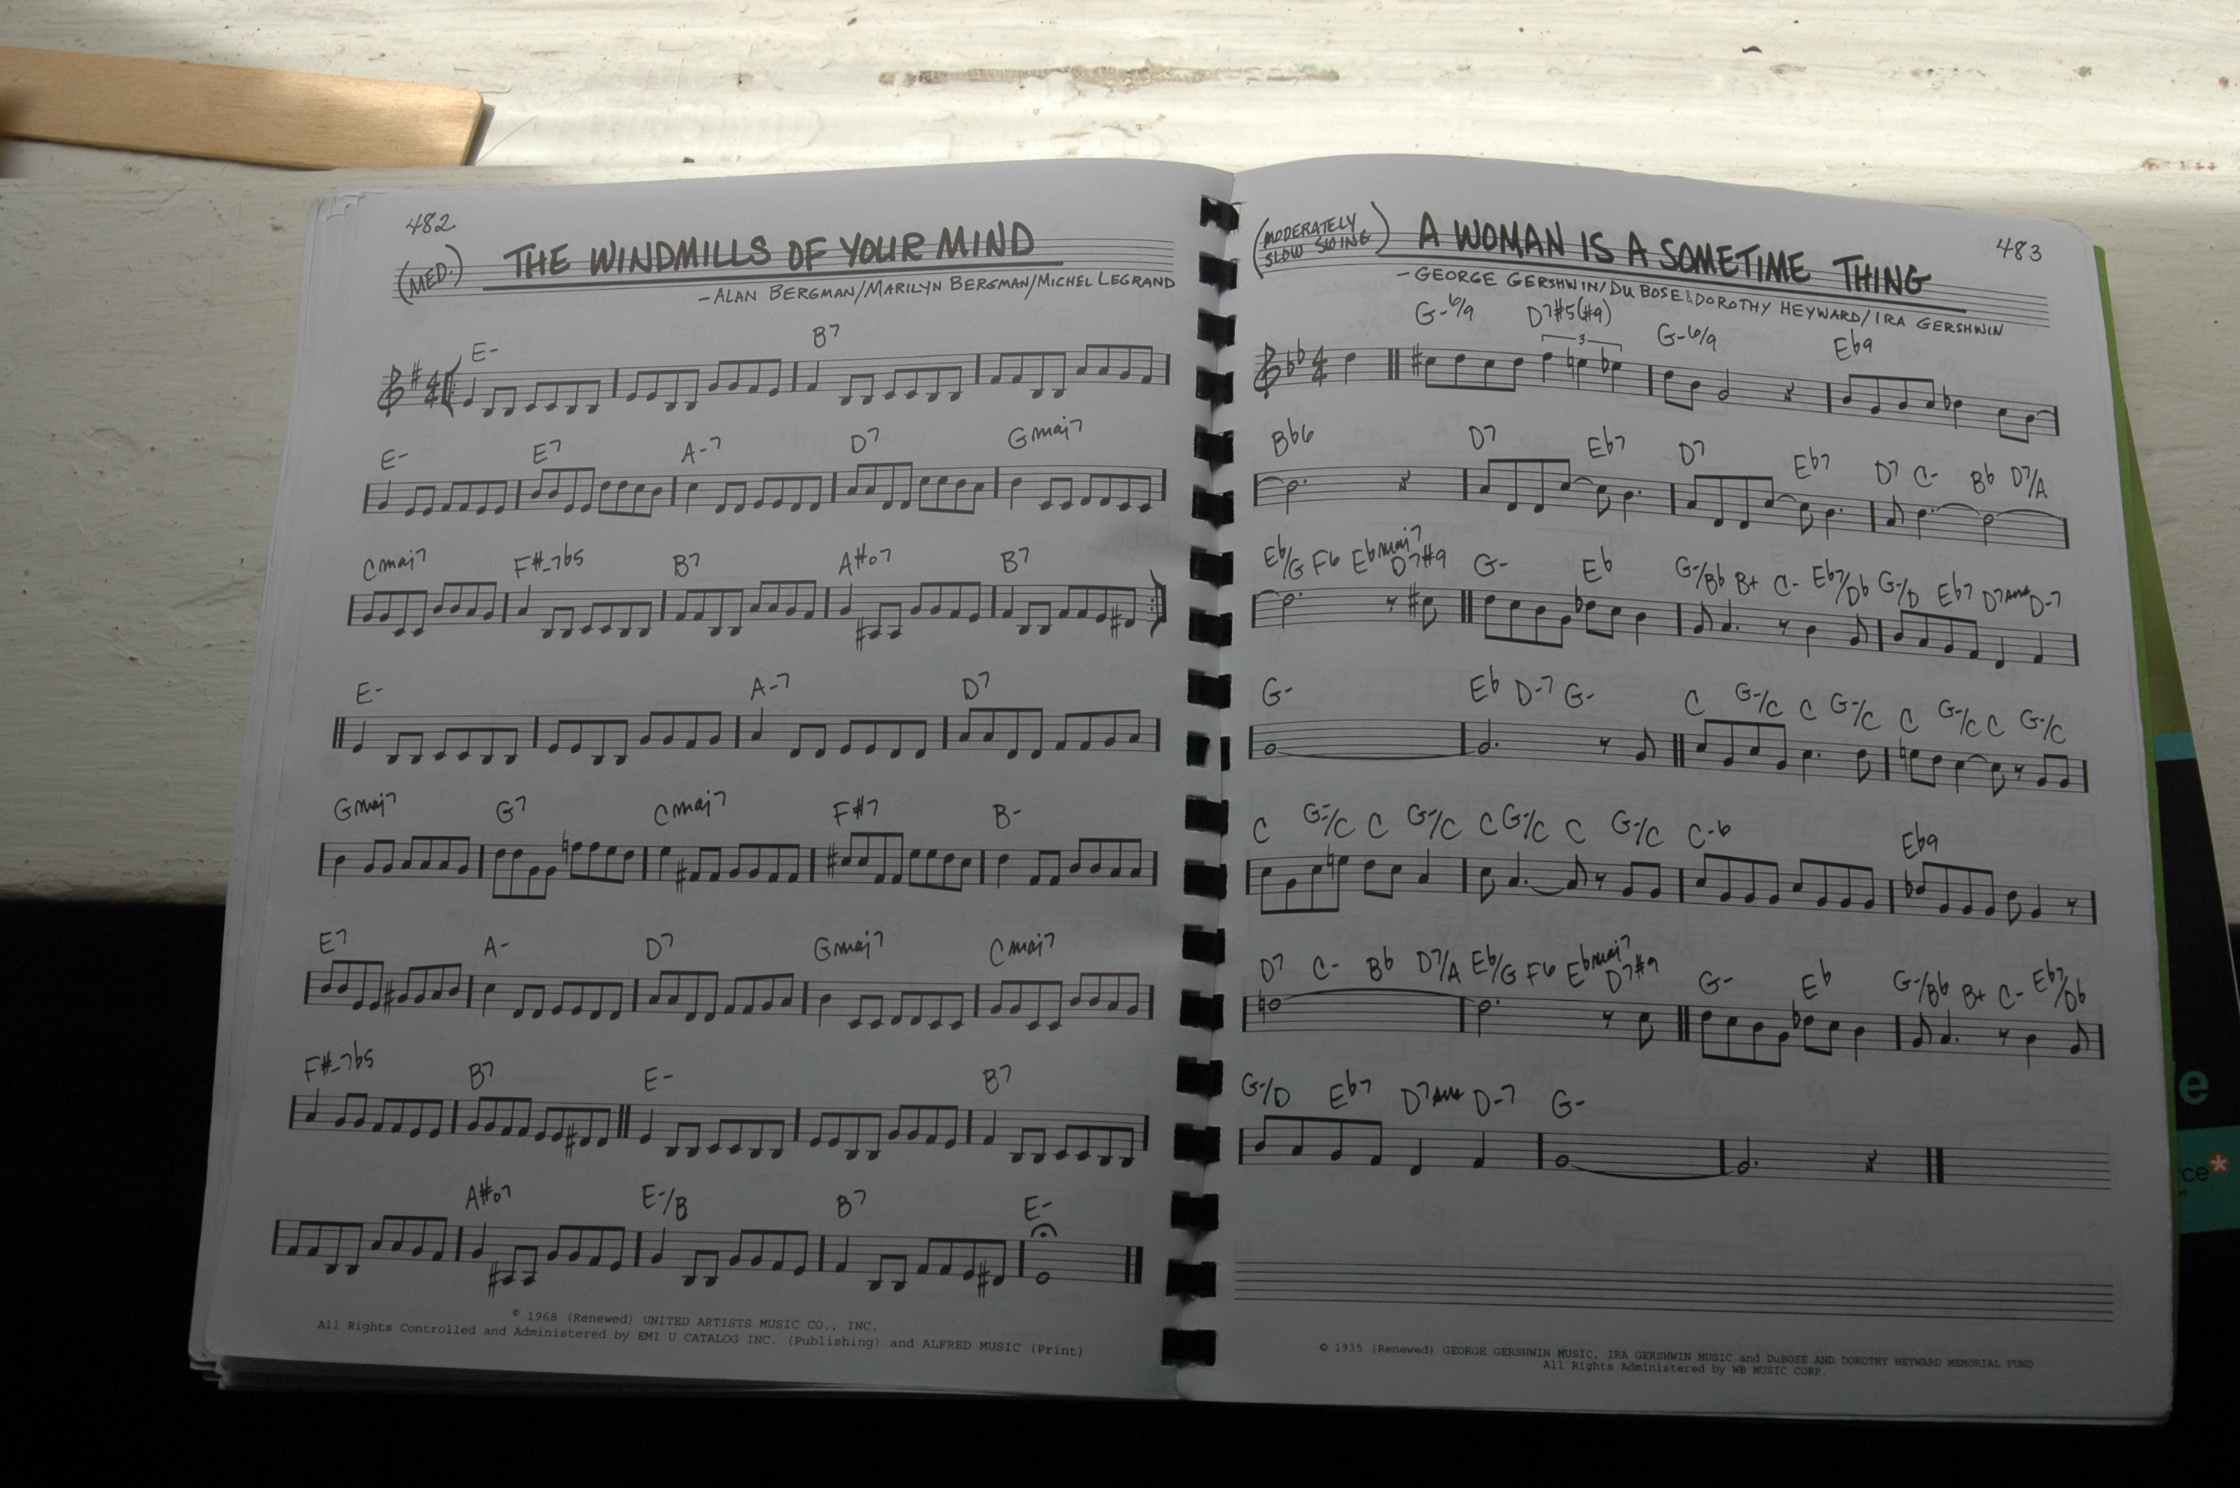 482
(MED.) THE WINDMILLS OF YOUR MIND
-ALAN BERGMAN/MARILYN BERGMAN/MICHEL LEGRAND
E- B7
E- E7 A-7 D7 Gmaj7
Cmaj7 F#-7b5 B7 A#o7 B7
E- A-7 D7
Gmaj7 G7 Cmaj7 F#7 B-
E7 A- D7 Gmaj7 Cmaj7
F#-7b5 B7 E- B7
A#o7 E-/B B7 E-
© 1968 (Renewed) UNITED ARTISTS MUSIC CO., INC.
All Rights Controlled and Administered by EMI U CATALOG INC. (Publishing) and ALFRED MUSIC (Print)
483
(MODERATELY SLOW SWING) A WOMAN IS A SOMETIME THING
-GEORGE GERSHWIN/DU BOSE & DOROTHY HEYWARD/IRA GERSHWIN
G-6/9 D7#5(#9) G-6/9 Eb9
3
Bb6 D7 Eb7 D7 Eb7 D7 C- Bb D7/A
Eb/G F6 Ebmaj7 D7#9 G- Eb G-/Bb B+ C- Eb7/Db G-/D Eb7 D7 D-7
G- Eb D-7 G- C G-/C C G-/C C G-/C C G-/C
C G-/C C G-/C C G-/C C G-/C C-6 Eb9
D7 C- Bb D7/A Eb/G F6 Ebmaj7 D7#9 G- Eb G-/Bb B+ C- Eb7/Db
G-/D Eb7 D7 D-7 G-
© 1935 (Renewed) GEORGE GERSHWIN MUSIC, IRA GERSHWIN MUSIC and DuBOSE AND DOROTHY HEYWARD MEMORIAL FUND
All Rights Administered by WB MUSIC CORP.